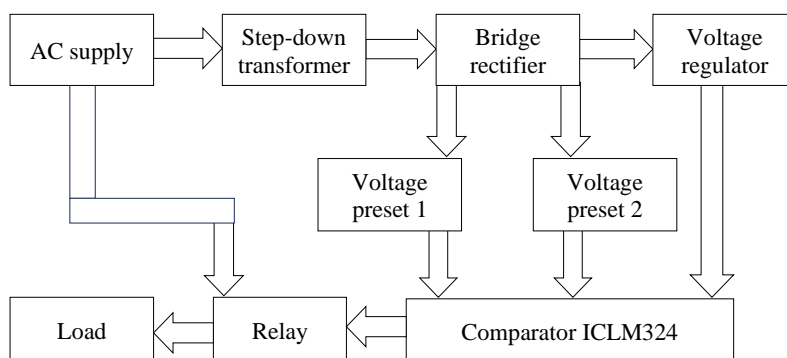 AC supply
Step-down
transformer
Bridge
rectifier
Voltage
regulator
Voltage
preset 1
Voltage
preset 2
Load
Relay
Comparator ICLM324